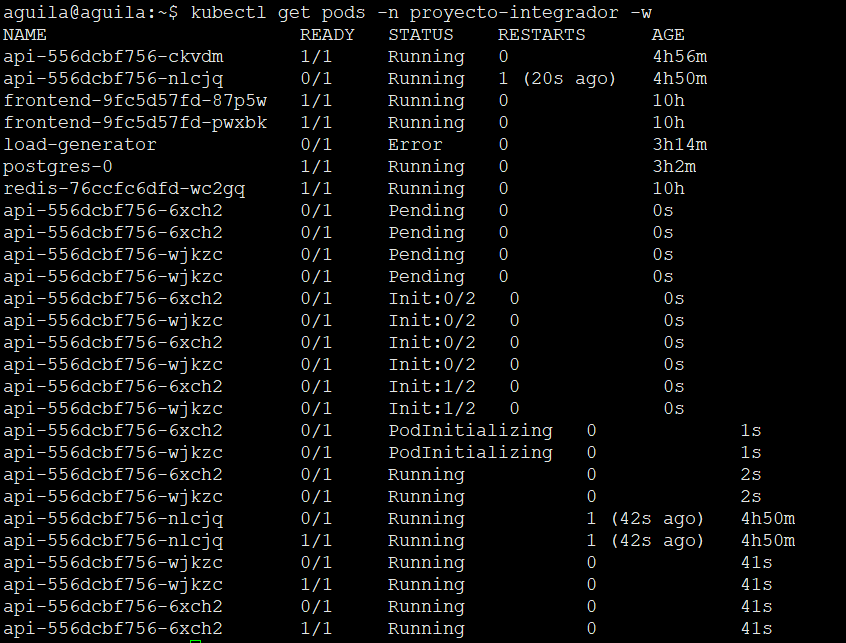 aguila@aguila:~$ kubectl get pods -n proyecto-integrador -w
NAME READY STATUS RESTARTS AGE
api-556dcbf756-ckvdm 1/1 Running 0 4h56m
api-556dcbf756-nlcjq 0/1 Running 1 (20s ago) 4h50m
frontend-9fc5d57fd-87p5w 1/1 Running 0 10h
frontend-9fc5d57fd-pwxbk 1/1 Running 0 10h
load-generator 0/1 Error 0 3h14m
postgres-0 1/1 Running 0 3h2m
redis-76ccfc6dfd-wc2gq 1/1 Running 0 10h
api-556dcbf756-6xch2 0/1 Pending 0 0s
api-556dcbf756-6xch2 0/1 Pending 0 0s
api-556dcbf756-wjkzc 0/1 Pending 0 0s
api-556dcbf756-wjkzc 0/1 Pending 0 0s
api-556dcbf756-6xch2 0/1 Init:0/2 0 0s
api-556dcbf756-wjkzc 0/1 Init:0/2 0 0s
api-556dcbf756-6xch2 0/1 Init:0/2 0 0s
api-556dcbf756-wjkzc 0/1 Init:0/2 0 0s
api-556dcbf756-6xch2 0/1 Init:1/2 0 0s
api-556dcbf756-wjkzc 0/1 Init:1/2 0 0s
api-556dcbf756-6xch2 0/1 PodInitializing 0 1s
api-556dcbf756-wjkzc 0/1 PodInitializing 0 1s
api-556dcbf756-6xch2 0/1 Running 0 2s
api-556dcbf756-wjkzc 0/1 Running 0 2s
api-556dcbf756-nlcjq 0/1 Running 1 (42s ago) 4h50m
api-556dcbf756-nlcjq 1/1 Running 1 (42s ago) 4h50m
api-556dcbf756-wjkzc 0/1 Running 0 41s
api-556dcbf756-wjkzc 1/1 Running 0 41s
api-556dcbf756-6xch2 0/1 Running 0 41s
api-556dcbf756-6xch2 1/1 Running 0 41s